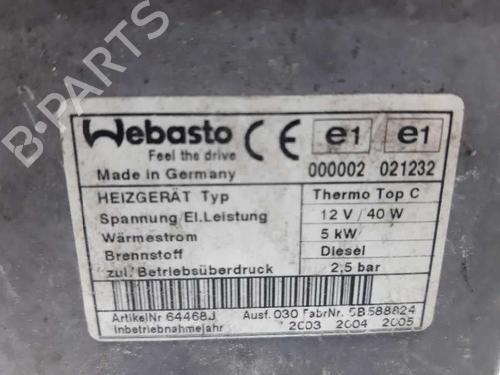 Webasto
Feel the drive
CE
e1 e1
000002 021232
Made in Germany
HEIZGERÄT Typ Thermo Top C
Spannung/El.Leistung 12 V/40 W
Wärmestrom 5 kW
Brennstoff Diesel
zul. Betriebsüberdruck 2,5 bar
ArtikelNr 64468J Ausf. 030 FabrNr. 5B588824
Inbetriebnahmejahr 2003 2004 2005
B-PARTS